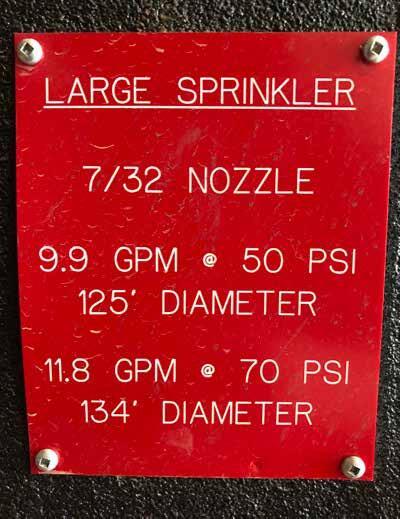 LARGE SPRINKLER
7/32 NOZZLE
9.9 GPM @ 50 PSI
125' DIAMETER
11.8 GPM @ 70 PSI
134' DIAMETER